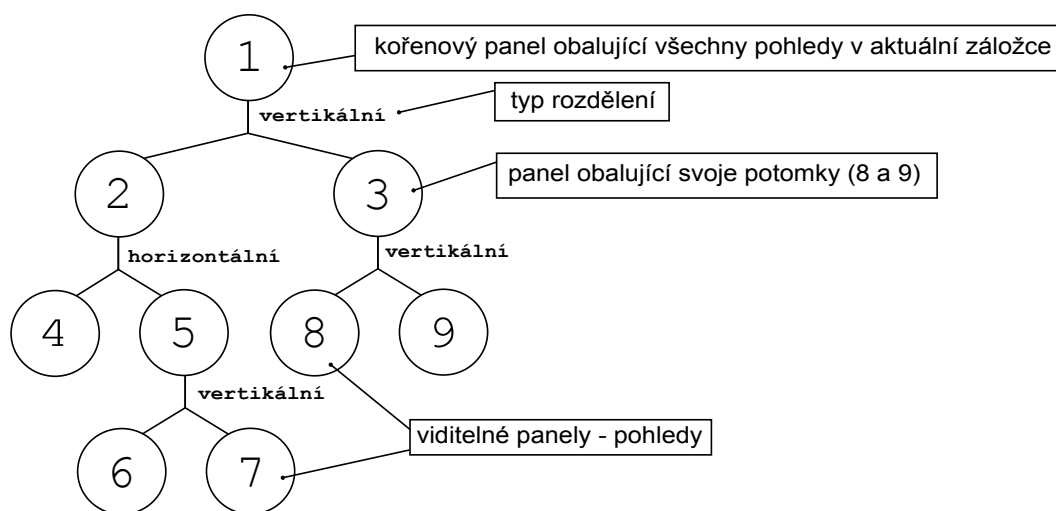 1
kořenový panel obalující všechny pohledy v aktuální záložce
vertikální
typ rozdělení
2
3
panel obalující svoje potomky (8 a 9)
horizontální
vertikální
4
5
8
9
vertikální
6
7
viditelné panely - pohledy